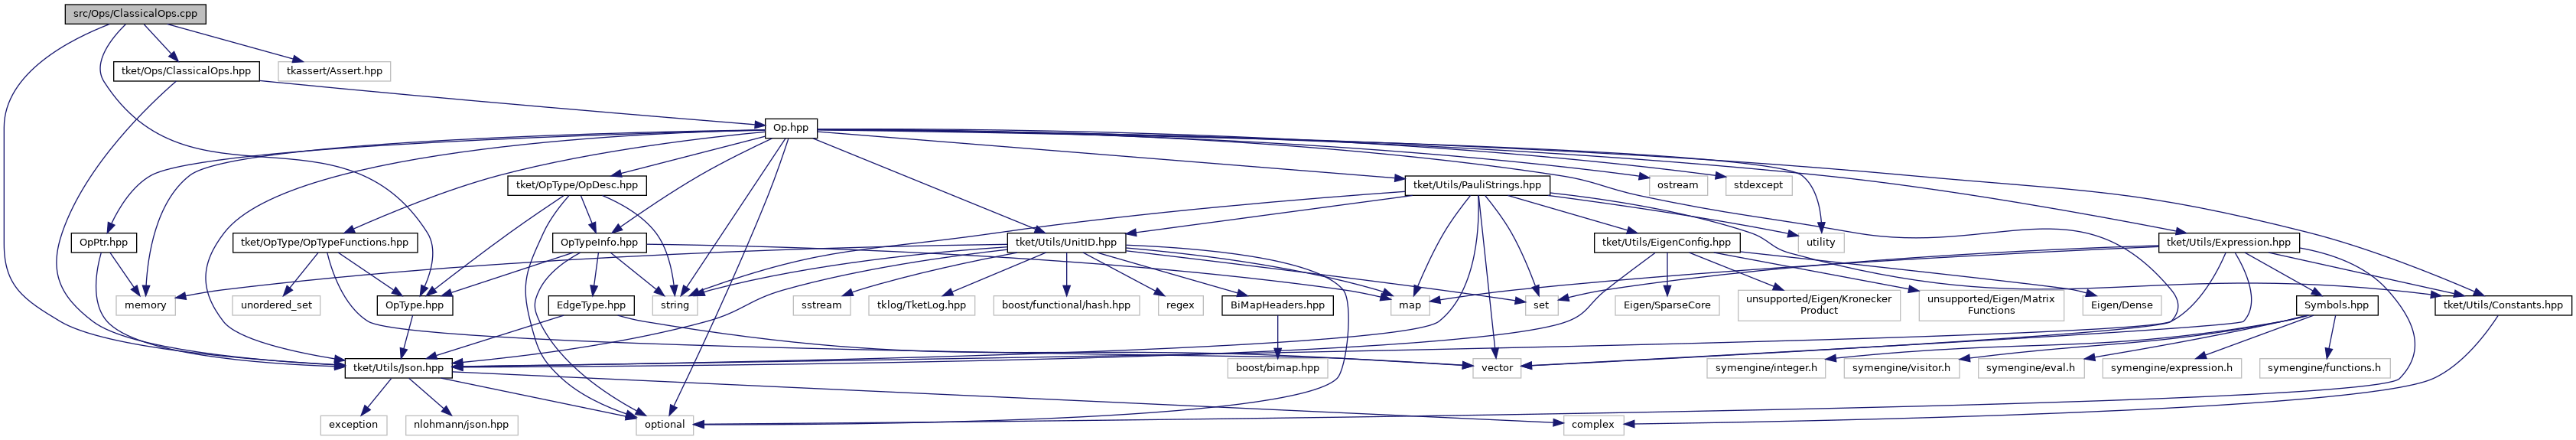 src/Ops/ClassicalOps.cpp
tket/Ops/ClassicalOps.hpp
tkassert/Assert.hpp
Op.hpp
tket/OpType/OpDesc.hpp
tket/Utils/PauliStrings.hpp
ostream
stdexcept
OpPtr.hpp
tket/OpType/OpTypeFunctions.hpp
OpTypeInfo.hpp
tket/Utils/UnitID.hpp
tket/Utils/EigenConfig.hpp
utility
tket/Utils/Expression.hpp
memory
unordered_set
OpType.hpp
EdgeType.hpp
string
sstream
tklog/TketLog.hpp
boost/functional/hash.hpp
regex
BiMapHeaders.hpp
map
set
Eigen/SparseCore
unsupported/Eigen/Kronecker
Product
unsupported/Eigen/Matrix
Functions
Eigen/Dense
Symbols.hpp
tket/Utils/Constants.hpp
tket/Utils/Json.hpp
boost/bimap.hpp
vector
symengine/integer.h
symengine/visitor.h
symengine/eval.h
symengine/expression.h
symengine/functions.h
exception
nlohmann/json.hpp
optional
complex